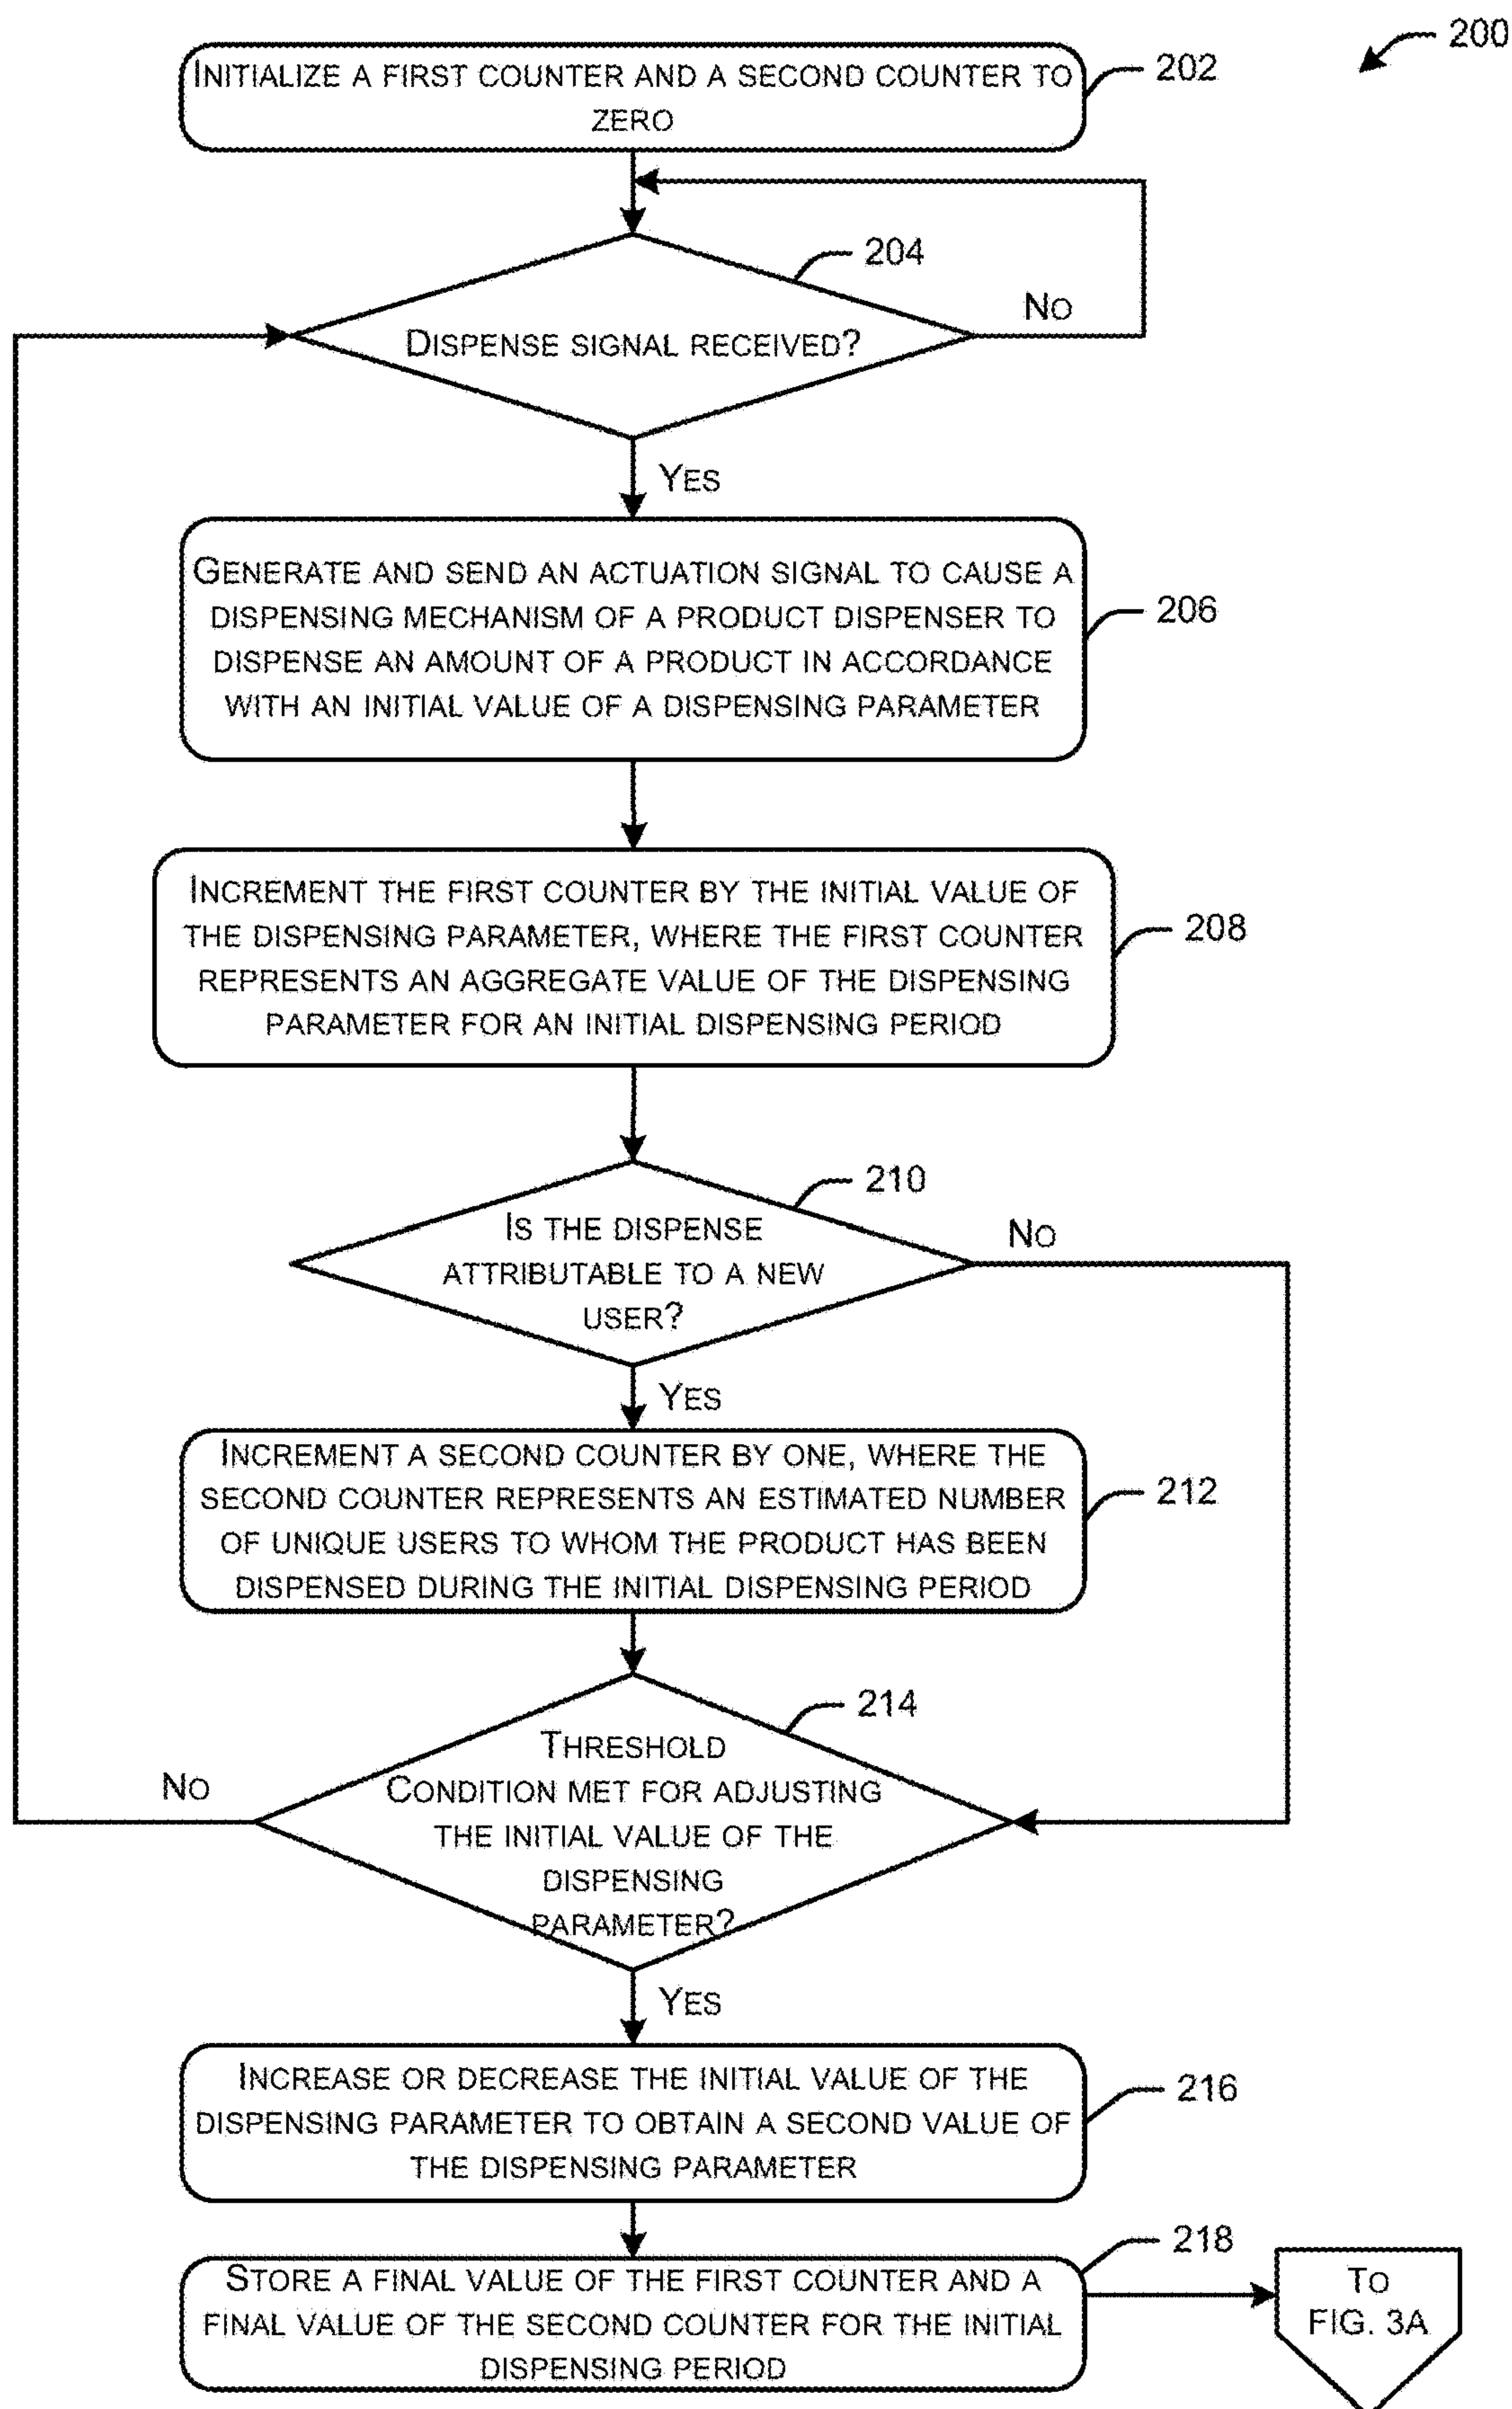 200
INITIALIZE A FIRST COUNTER AND A SECOND COUNTER TO
ZERO
202
204
DISPENSE SIGNAL RECEIVED?
NO
YES
GENERATE AND SEND AN ACTUATION SIGNAL TO CAUSE A
DISPENSING MECHANISM OF A PRODUCT DISPENSER TO
DISPENSE AN AMOUNT OF A PRODUCT IN ACCORDANCE
WITH AN INITIAL VALUE OF A DISPENSING PARAMETER
206
INCREMENT THE FIRST COUNTER BY THE INITIAL VALUE OF
THE DISPENSING PARAMETER, WHERE THE FIRST COUNTER
REPRESENTS AN AGGREGATE VALUE OF THE DISPENSING
PARAMETER FOR AN INITIAL DISPENSING PERIOD
208
210
IS THE DISPENSE
ATTRIBUTABLE TO A NEW
USER?
NO
YES
INCREMENT A SECOND COUNTER BY ONE, WHERE THE
SECOND COUNTER REPRESENTS AN ESTIMATED NUMBER
OF UNIQUE USERS TO WHOM THE PRODUCT HAS BEEN
DISPENSED DURING THE INITIAL DISPENSING PERIOD
212
214
THRESHOLD
CONDITION MET FOR ADJUSTING
THE INITIAL VALUE OF THE
DISPENSING
PARAMETER?
NO
YES
INCREASE OR DECREASE THE INITIAL VALUE OF THE
DISPENSING PARAMETER TO OBTAIN A SECOND VALUE OF
THE DISPENSING PARAMETER
216
STORE A FINAL VALUE OF THE FIRST COUNTER AND A
FINAL VALUE OF THE SECOND COUNTER FOR THE INITIAL
DISPENSING PERIOD
218
TO
FIG. 3A